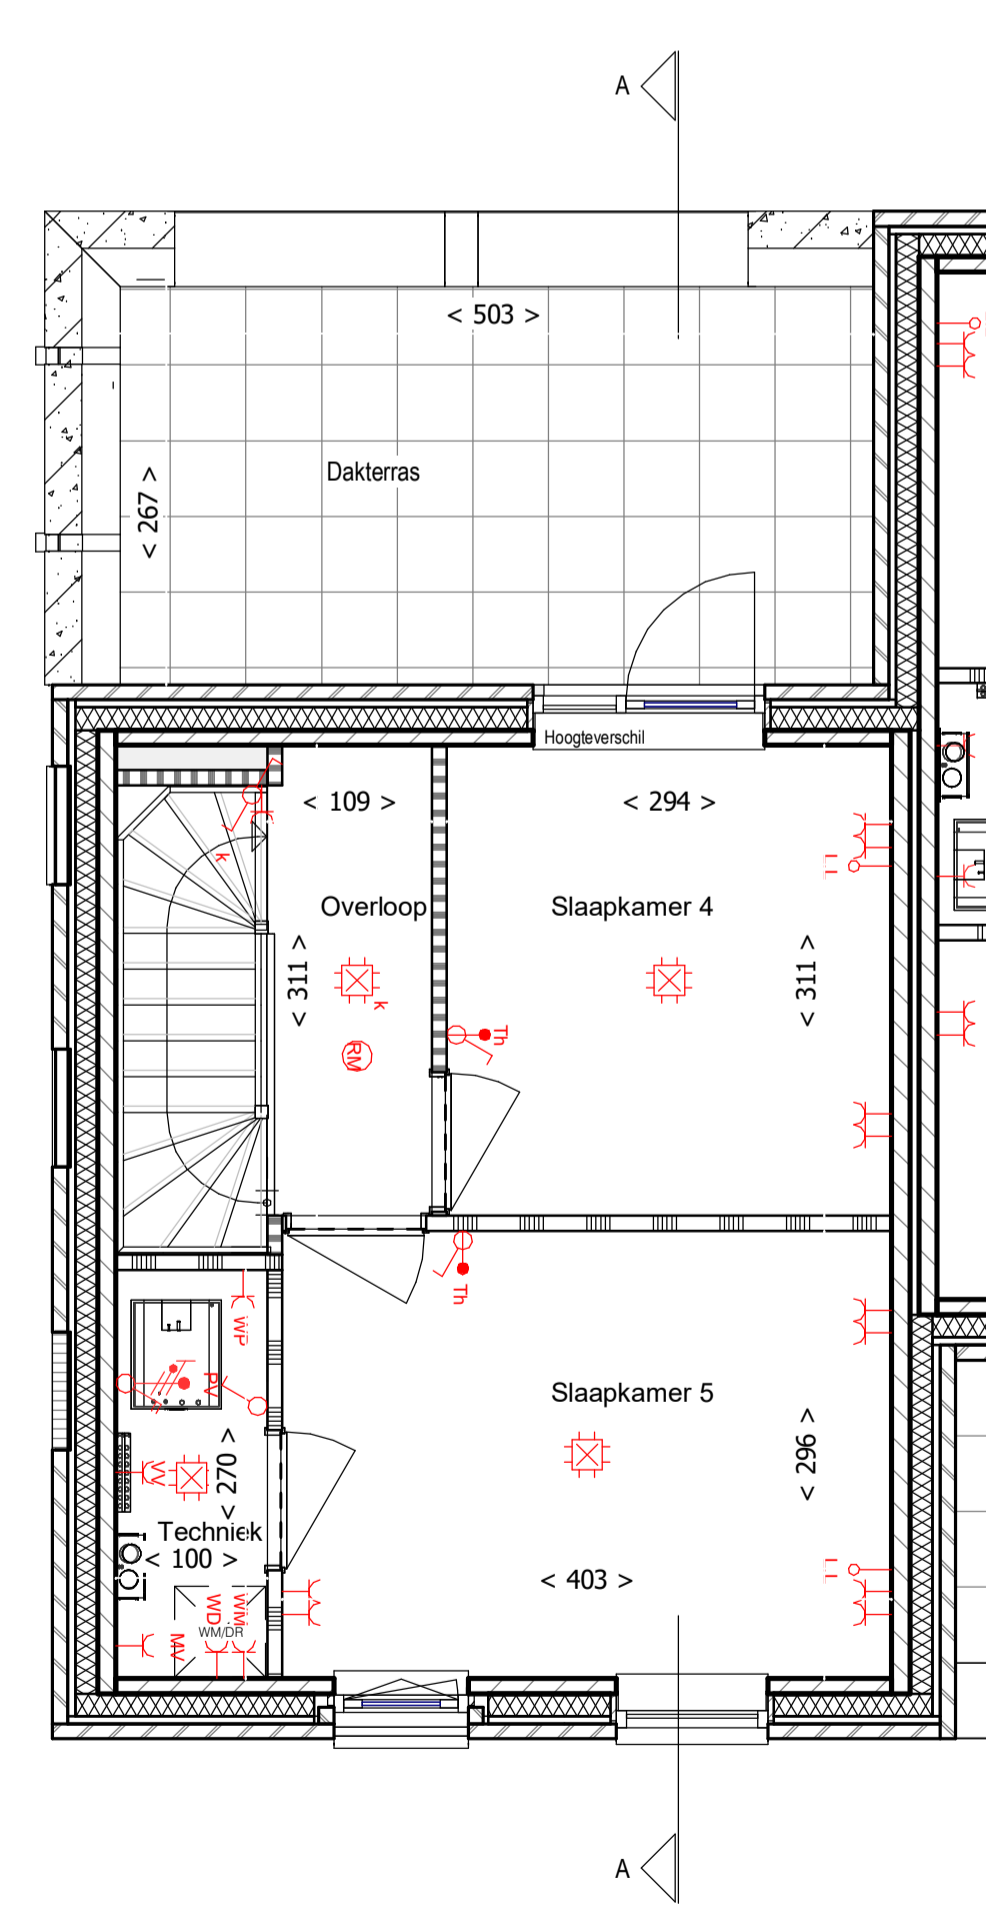 A
< 503 >
Dakterras
< 267 >
Hoogteverschil
< 109 >
< 294 >
k
Overloop
Slaapkamer 4
< 311 >
< 311 >
k
Th
RM
Th
WP
PV
Slaapkamer 5
< 296 >
VV
< 270 >
Techniek
< 100 >
< 403 >
WD
WM
WM/DR
MV
A